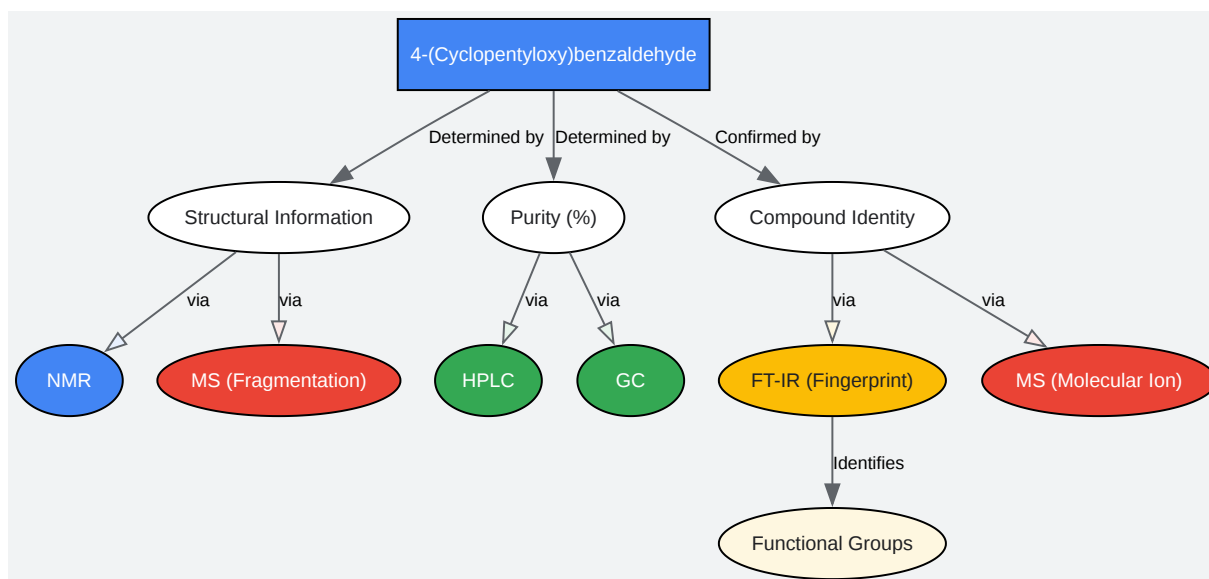 4-(Cyclopentyloxy)benzaldehyde
Determined by
Determined by
Confirmed by
Structural Information
Purity (%)
Compound Identity
via
via
via
via
via
via
NMR
MS (Fragmentation)
HPLC
GC
FT-IR (Fingerprint)
MS (Molecular Ion)
Identifies
Functional Groups